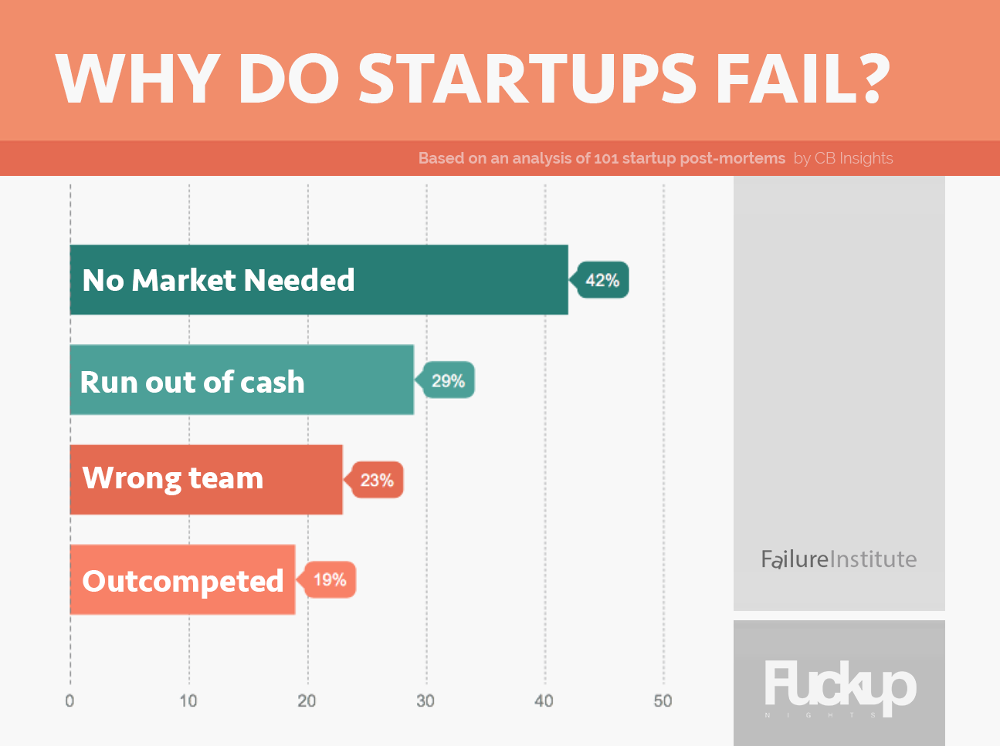 WHY DO STARTUPS FAIL?
Based on an analysis of 101 startup post-mortems by CB Insights
No Market Needed
42%
Run out of cash
29%
Wrong team
23%
Outcompeted
19%
0 10 20 30 40 50
FailureInstitute
Fuckup
NIGHTS